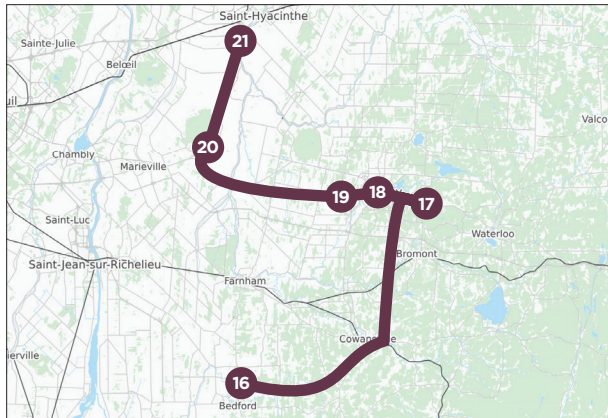 Saint-Hyacinthe
21
Sainte-Julie
Belœil
Valco
20
Chambly
Marieville
19
18
17
Saint-Luc
Waterloo
Bromont
Saint-Jean-sur-Richelieu
Farnham
16
Bedford